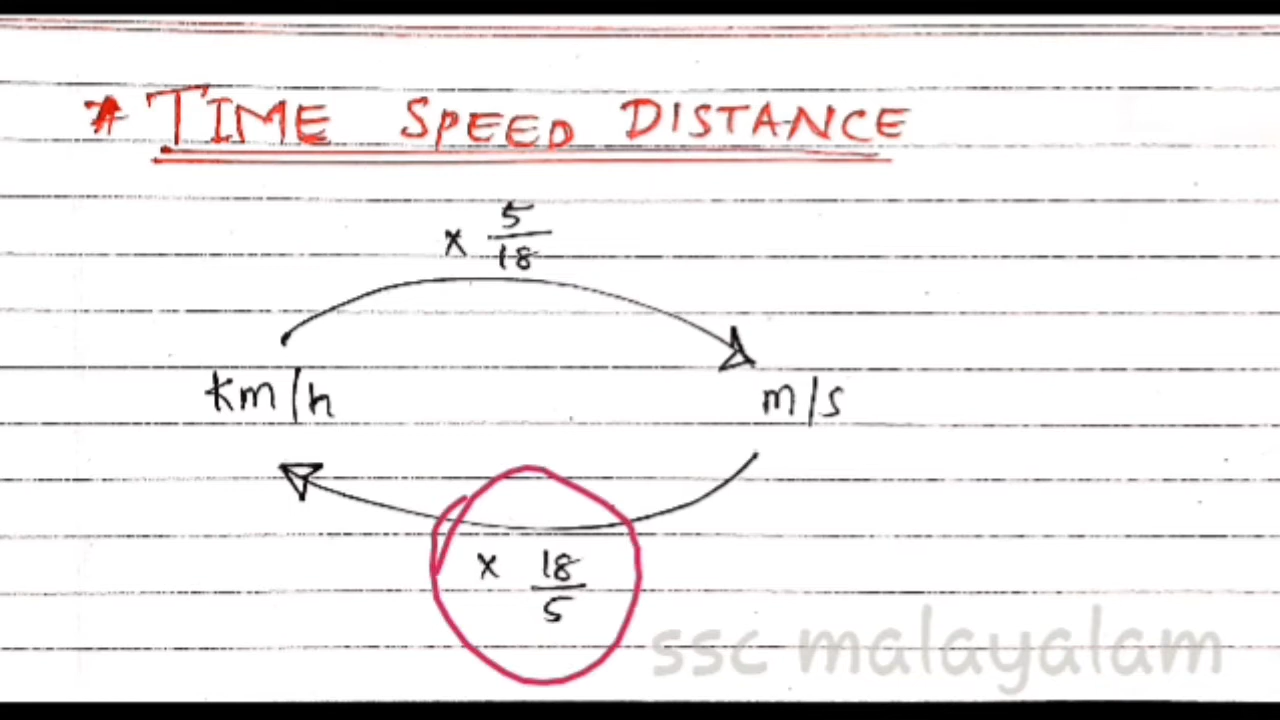 * TIME SPEED DISTANCE
× 5/18
km/h m/s
× 18/5
ssc malayalam